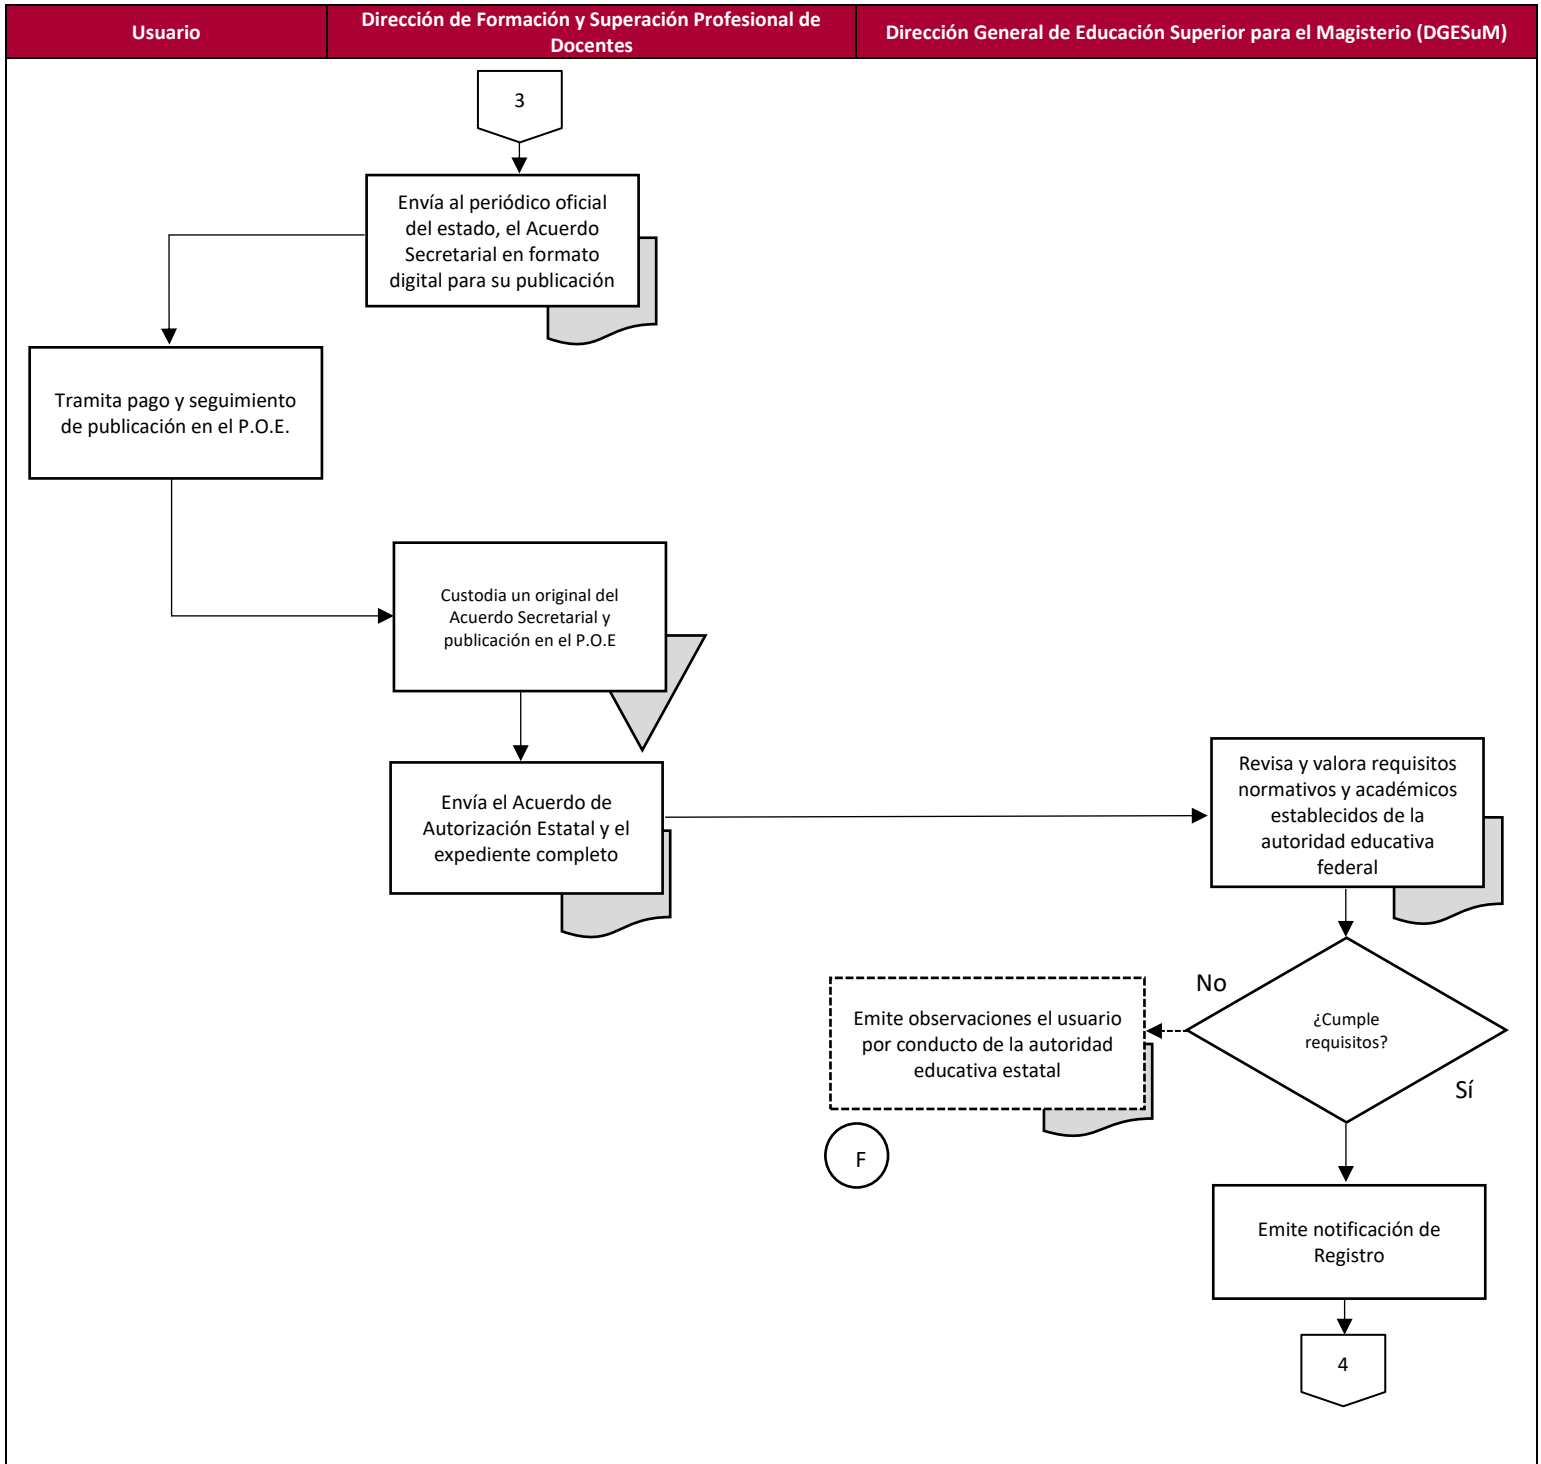 Usuario
Dirección de Formación y Superación Profesional de
Docentes
Dirección General de Educación Superior para el Magisterio (DGESuM)
3
Envía al periódico oficial
del estado, el Acuerdo
Secretarial en formato
digital para su publicación
Tramita pago y seguimiento
de publicación en el P.O.E.
Custodia un original del
Acuerdo Secretarial y
publicación en el P.O.E
Envía el Acuerdo de
Autorización Estatal y el
expediente completo
Revisa y valora requisitos
normativos y académicos
establecidos de la
autoridad educativa
federal
No
¿Cumple
requisitos?
Sí
Emite observaciones el usuario
por conducto de la autoridad
educativa estatal
F
Emite notificación de
Registro
4